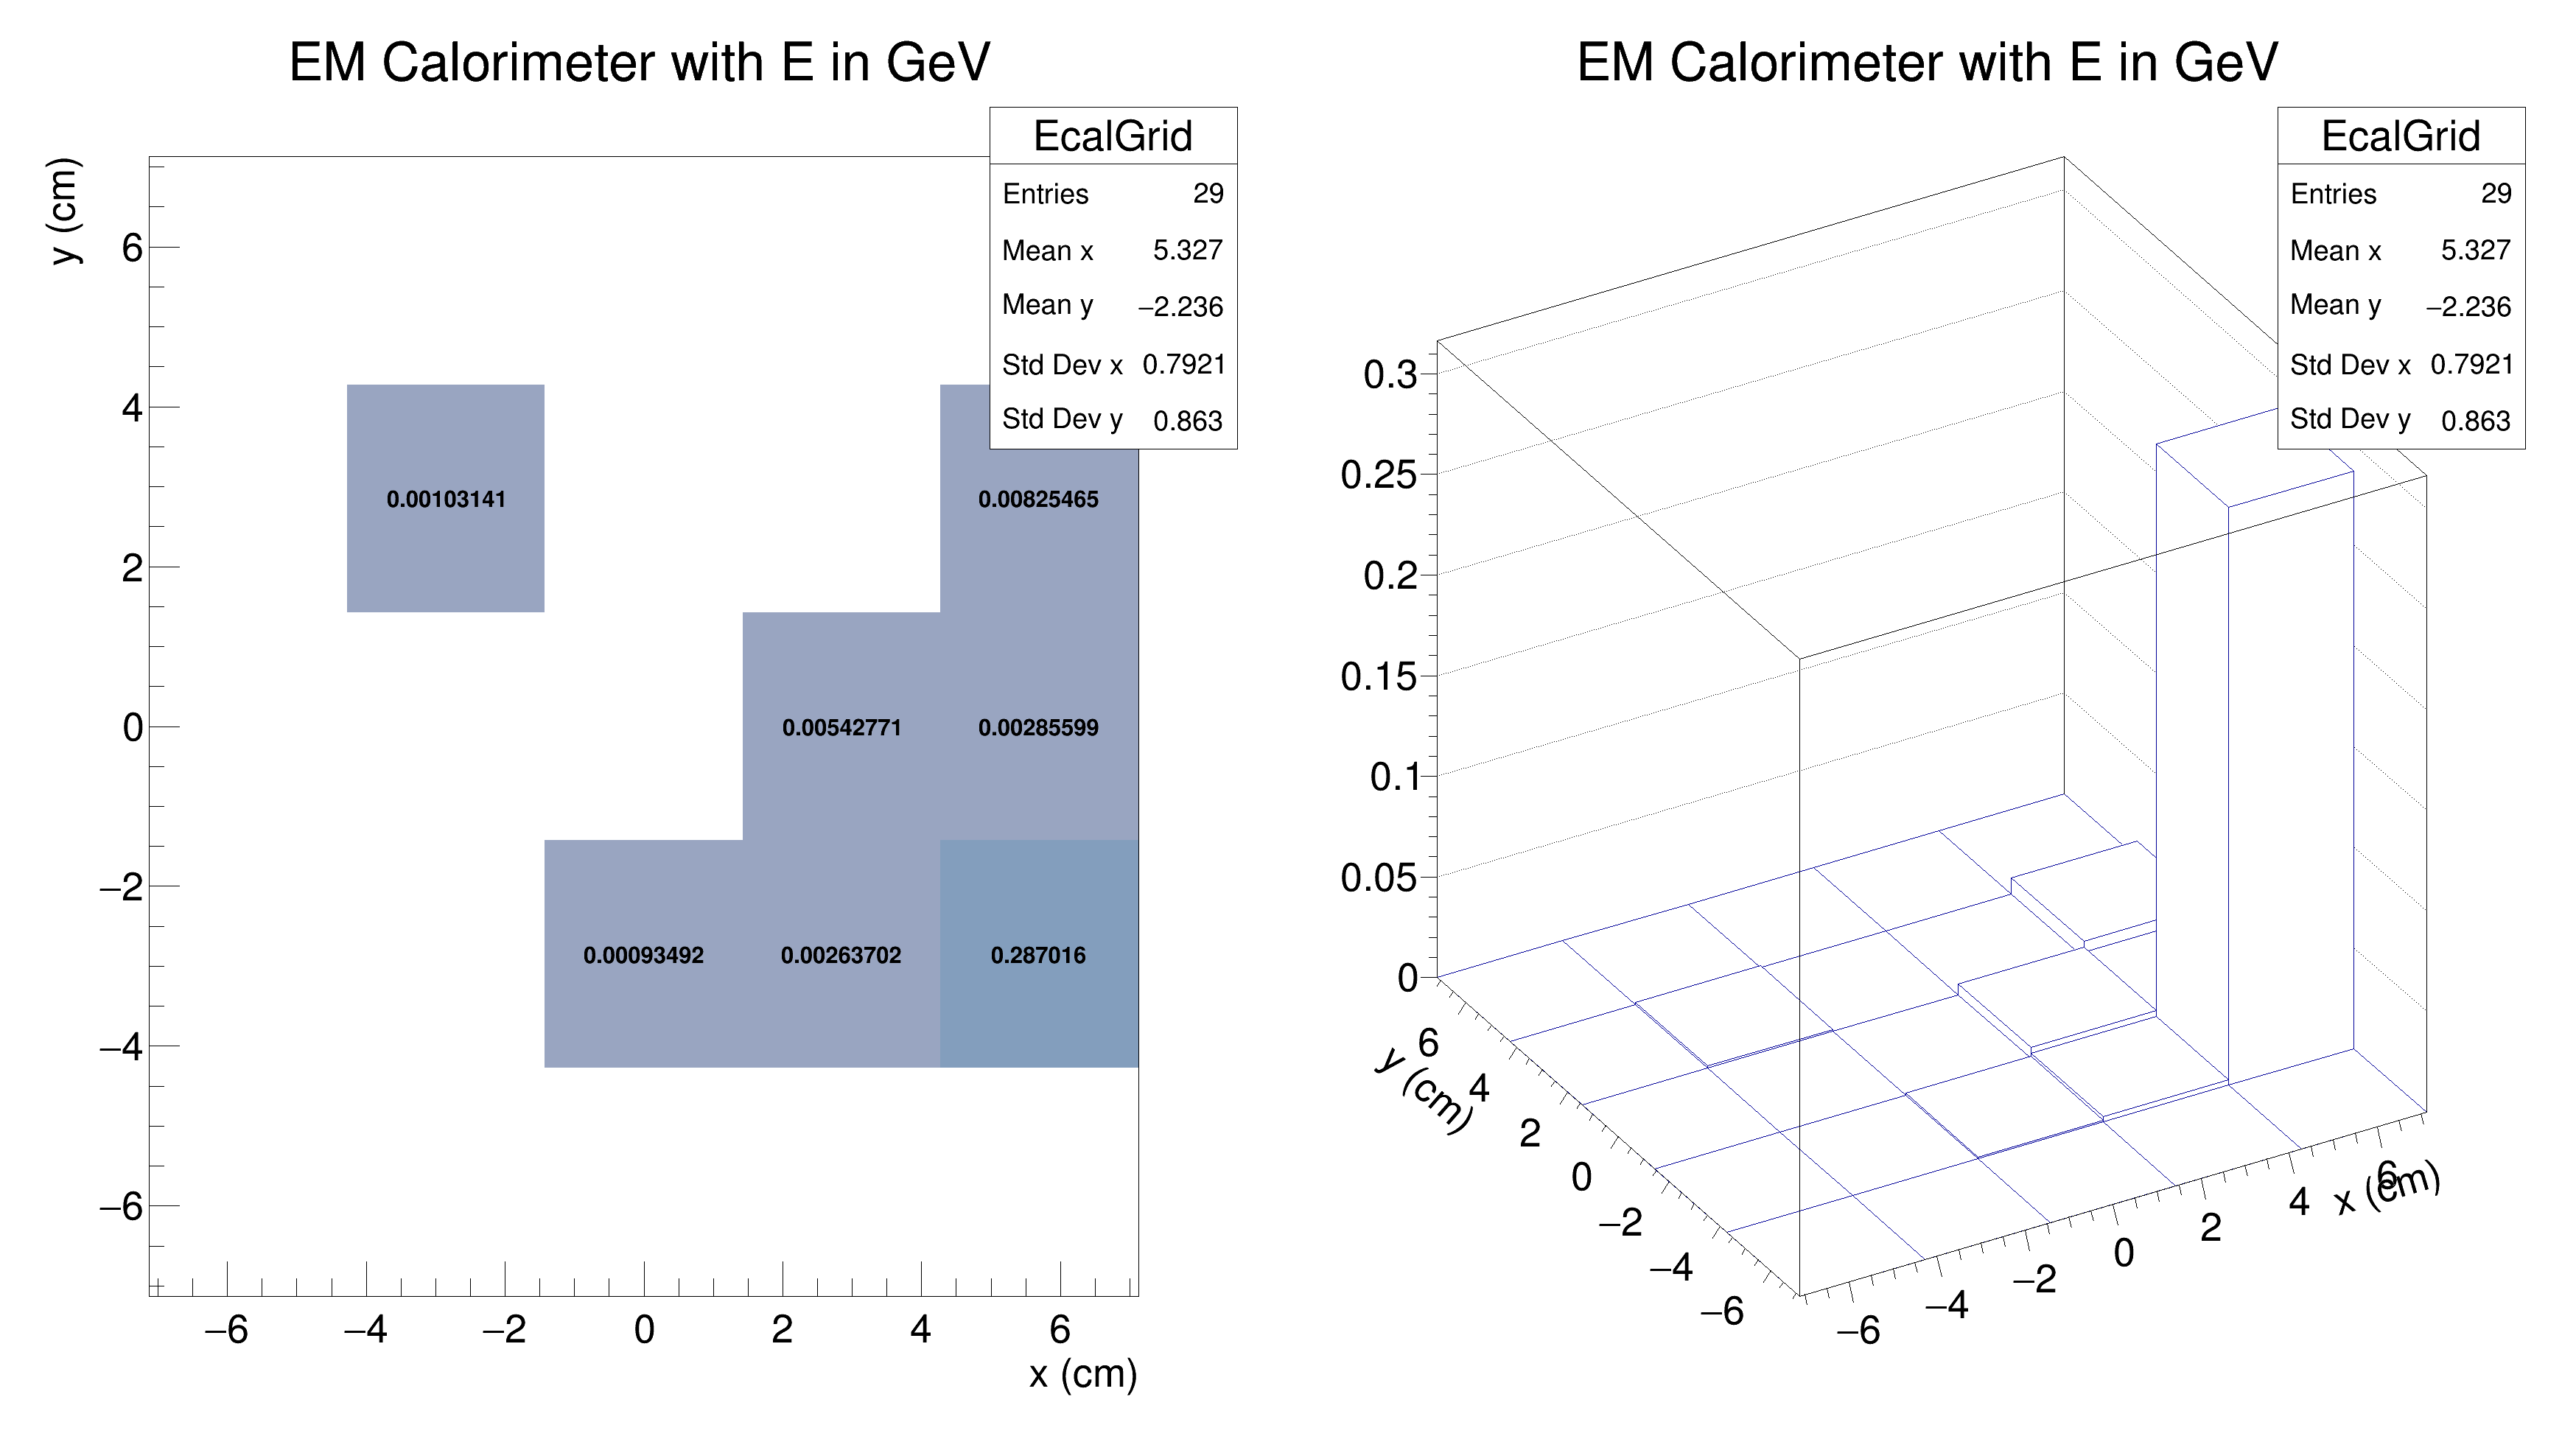 EM Calorimeter with E in GeV
EcalGrid
Entries 29
Mean x 5.327
Mean y −2.236
Std Dev x 0.7921
Std Dev y 0.863
y (cm)
6
4
2
0
−2
−4
−6
0.00103141
0.00825465
0.00542771
0.00285599
0.00093492
0.00263702
0.287016
−6 −4 −2 0 2 4 6
x (cm)
EM Calorimeter with E in GeV
EcalGrid
Entries 29
Mean x 5.327
Mean y −2.236
Std Dev x 0.7921
Std Dev y 0.863
0.3
0.25
0.2
0.15
0.1
0.05
0
6
4
2
0
−2
−4
−6
y (cm)
−6
−4
−2
0
2
4
6
x (cm)